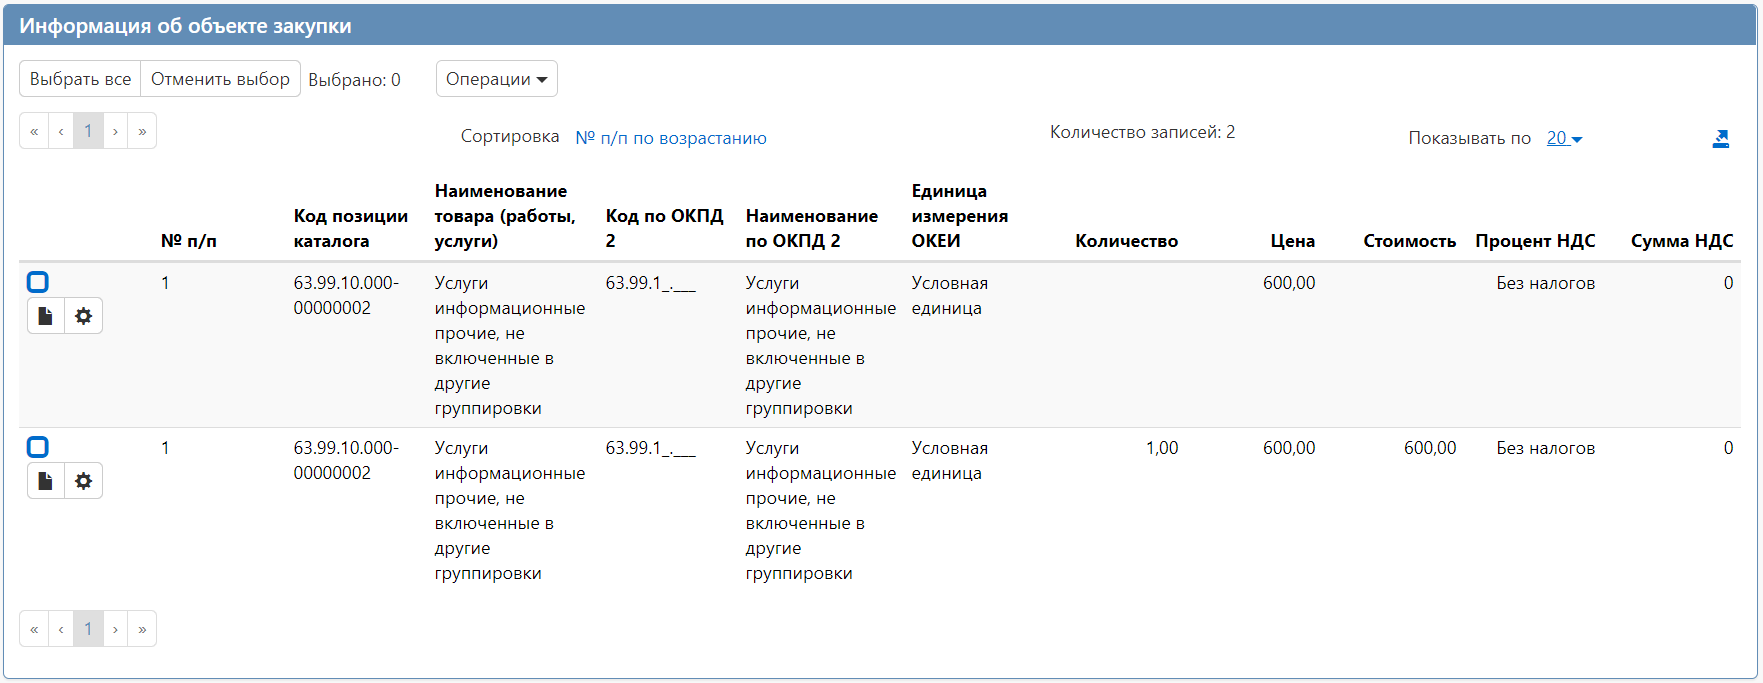 Информация об объекте закупки
Выбрать все Отменить выбор Выбрано: 0 Операции
« ‹ 1 › » Сортировка № п/п по возрастанию Количество записей: 2 Показывать по 20
№ п/п
Код позиции
каталога
Наименование
товара (работы,
услуги)
Код по ОКПД
2
Наименование
по ОКПД 2
Единица
измерения
ОКЕИ
Количество
Цена
Стоимость
Процент НДС
Сумма НДС
1
63.99.10.000-
00000002
Услуги
информационные
прочие, не
включенные в
другие
группировки
63.99.1_.___
Услуги
информационные
прочие, не
включенные в
другие
группировки
Условная
единица
600,00
Без налогов
0
1
63.99.10.000-
00000002
Услуги
информационные
прочие, не
включенные в
другие
группировки
63.99.1_.___
Услуги
информационные
прочие, не
включенные в
другие
группировки
Условная
единица
1,00
600,00
600,00
Без налогов
0
« ‹ 1 › »